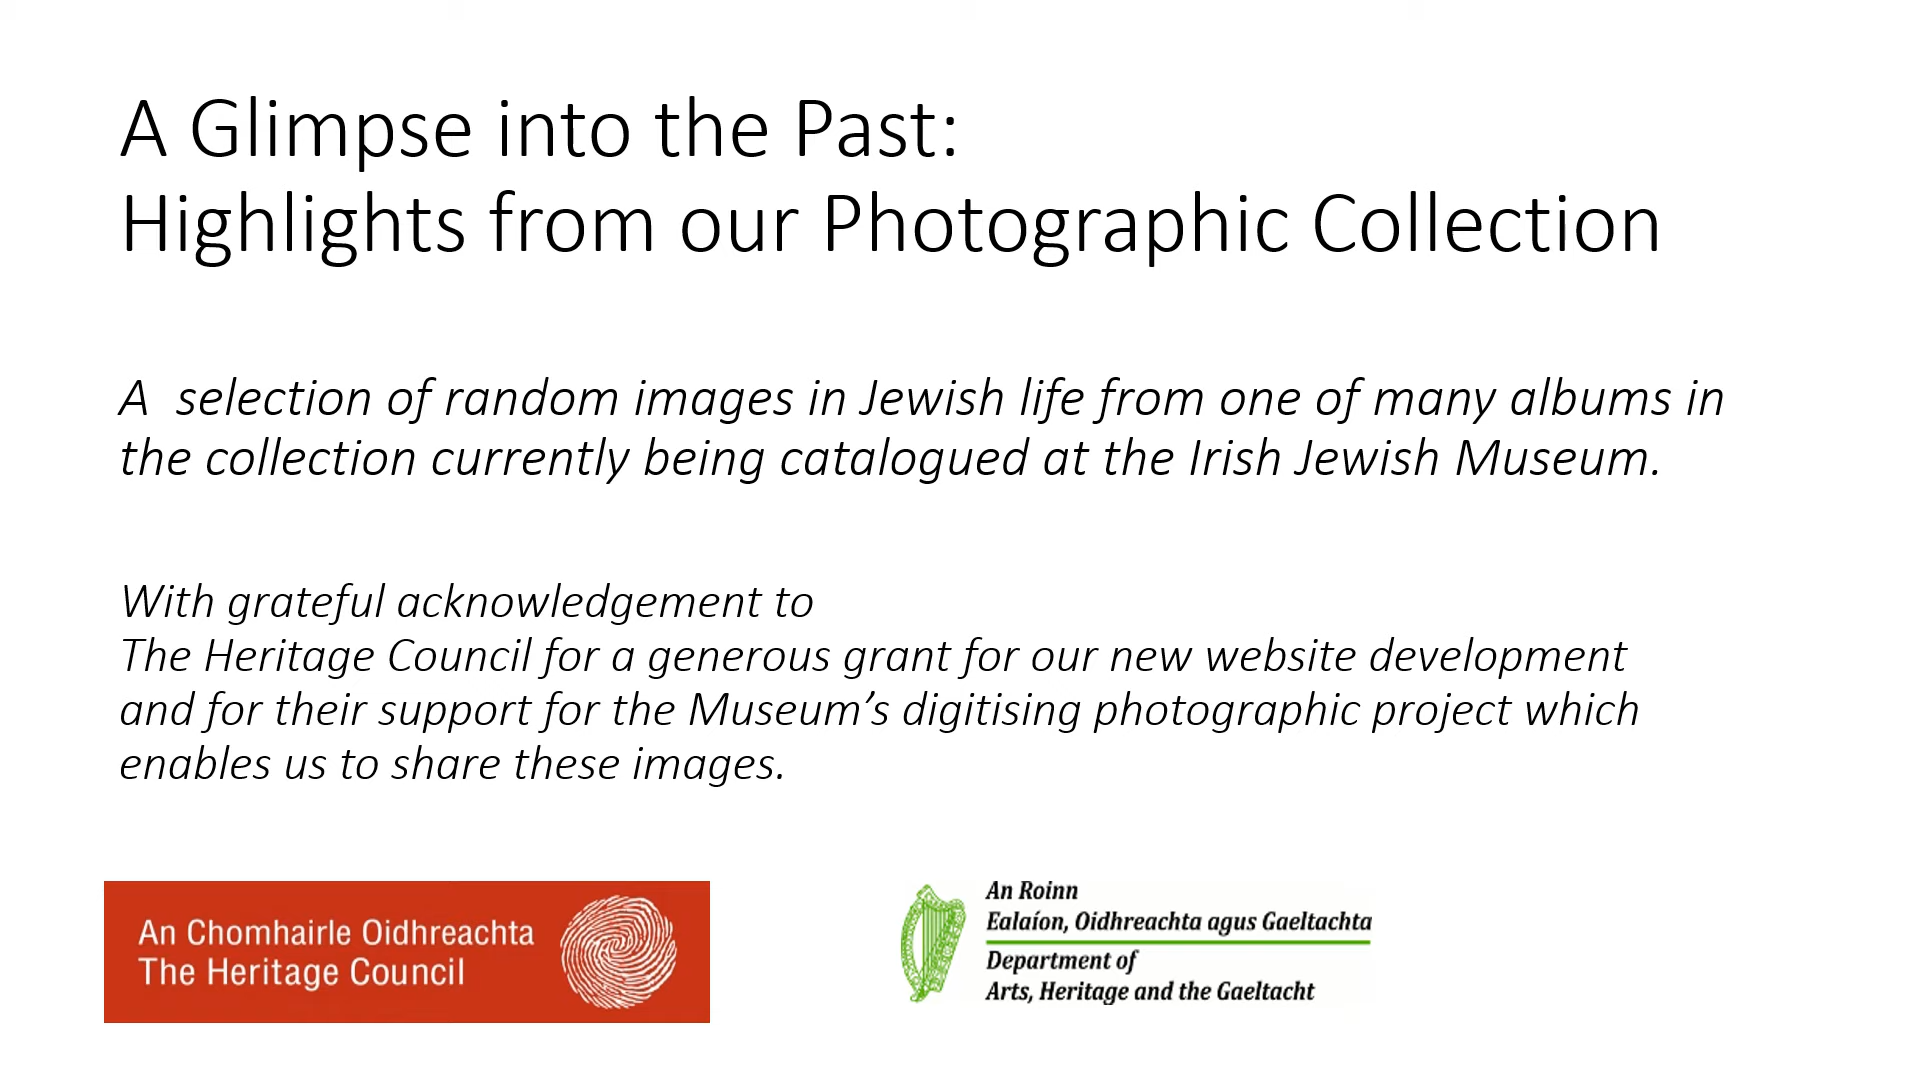 A Glimpse into the Past:
Highlights from our Photographic Collection
A  selection of random images in Jewish life from one of many albums in
the collection currently being catalogued at the Irish Jewish Museum.
With grateful acknowledgement to
The Heritage Council for a generous grant for our new website development
and for their support for the Museum’s digitising photographic project which
enables us to share these images.
An Chomhairle Oidhreachta
The Heritage Council
An Roinn
Ealaíon, Oidhreachta agus Gaeltachta
Department of
Arts, Heritage and the Gaeltacht